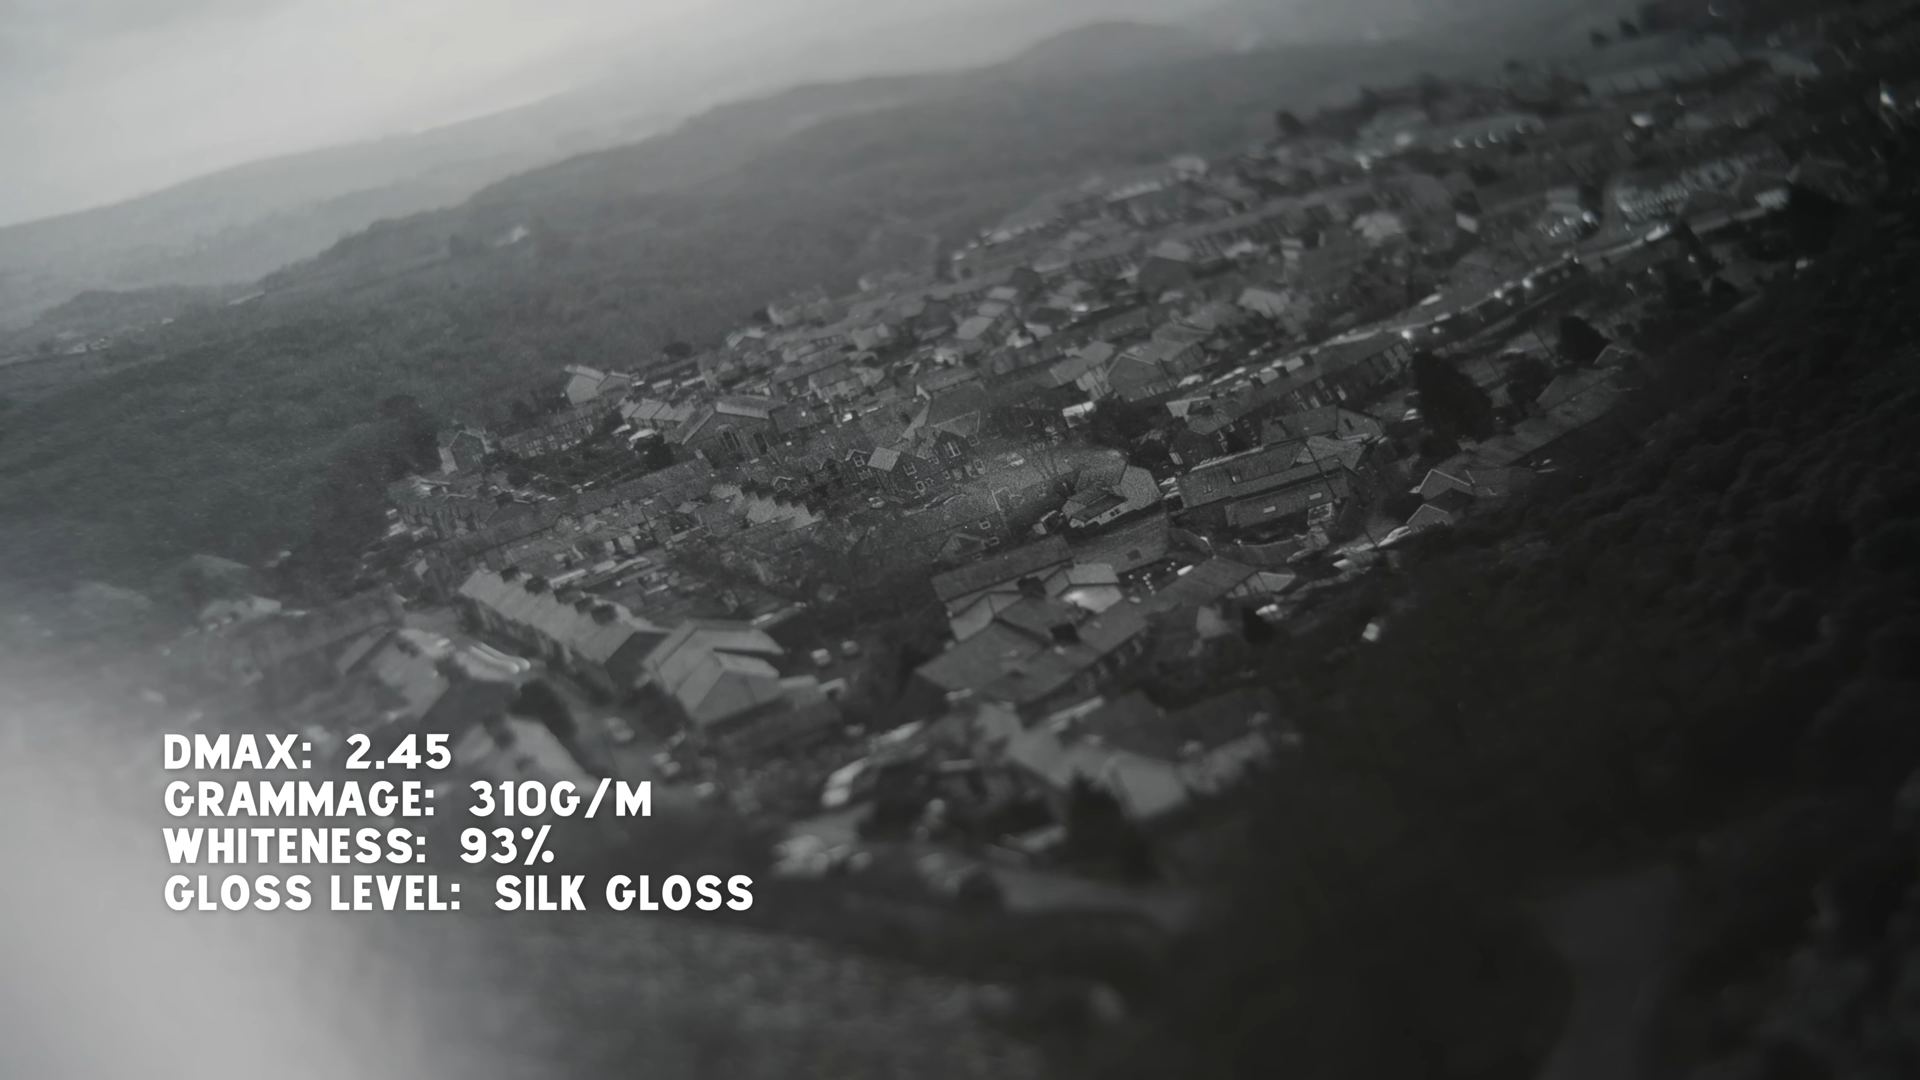 DMAX: 2.45
GRAMMAGE: 310G/M
WHITENESS: 93%
GLOSS LEVEL: SILK GLOSS